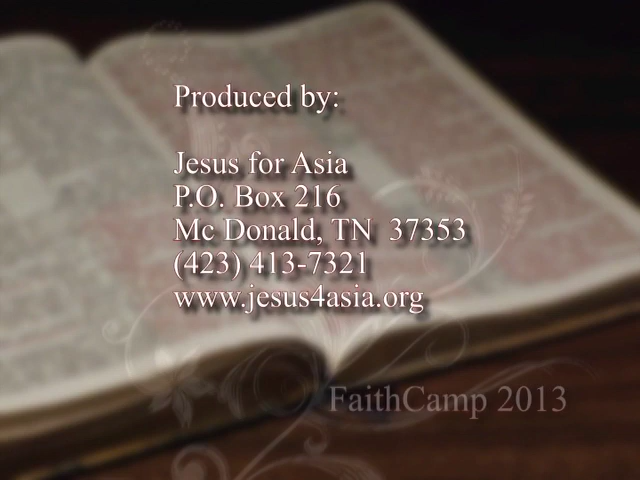 Produced by:
Jesus for Asia
P.O. Box 216
Mc Donald, TN  37353
(423) 413-7321
www.jesus4asia.org
FaithCamp 2013